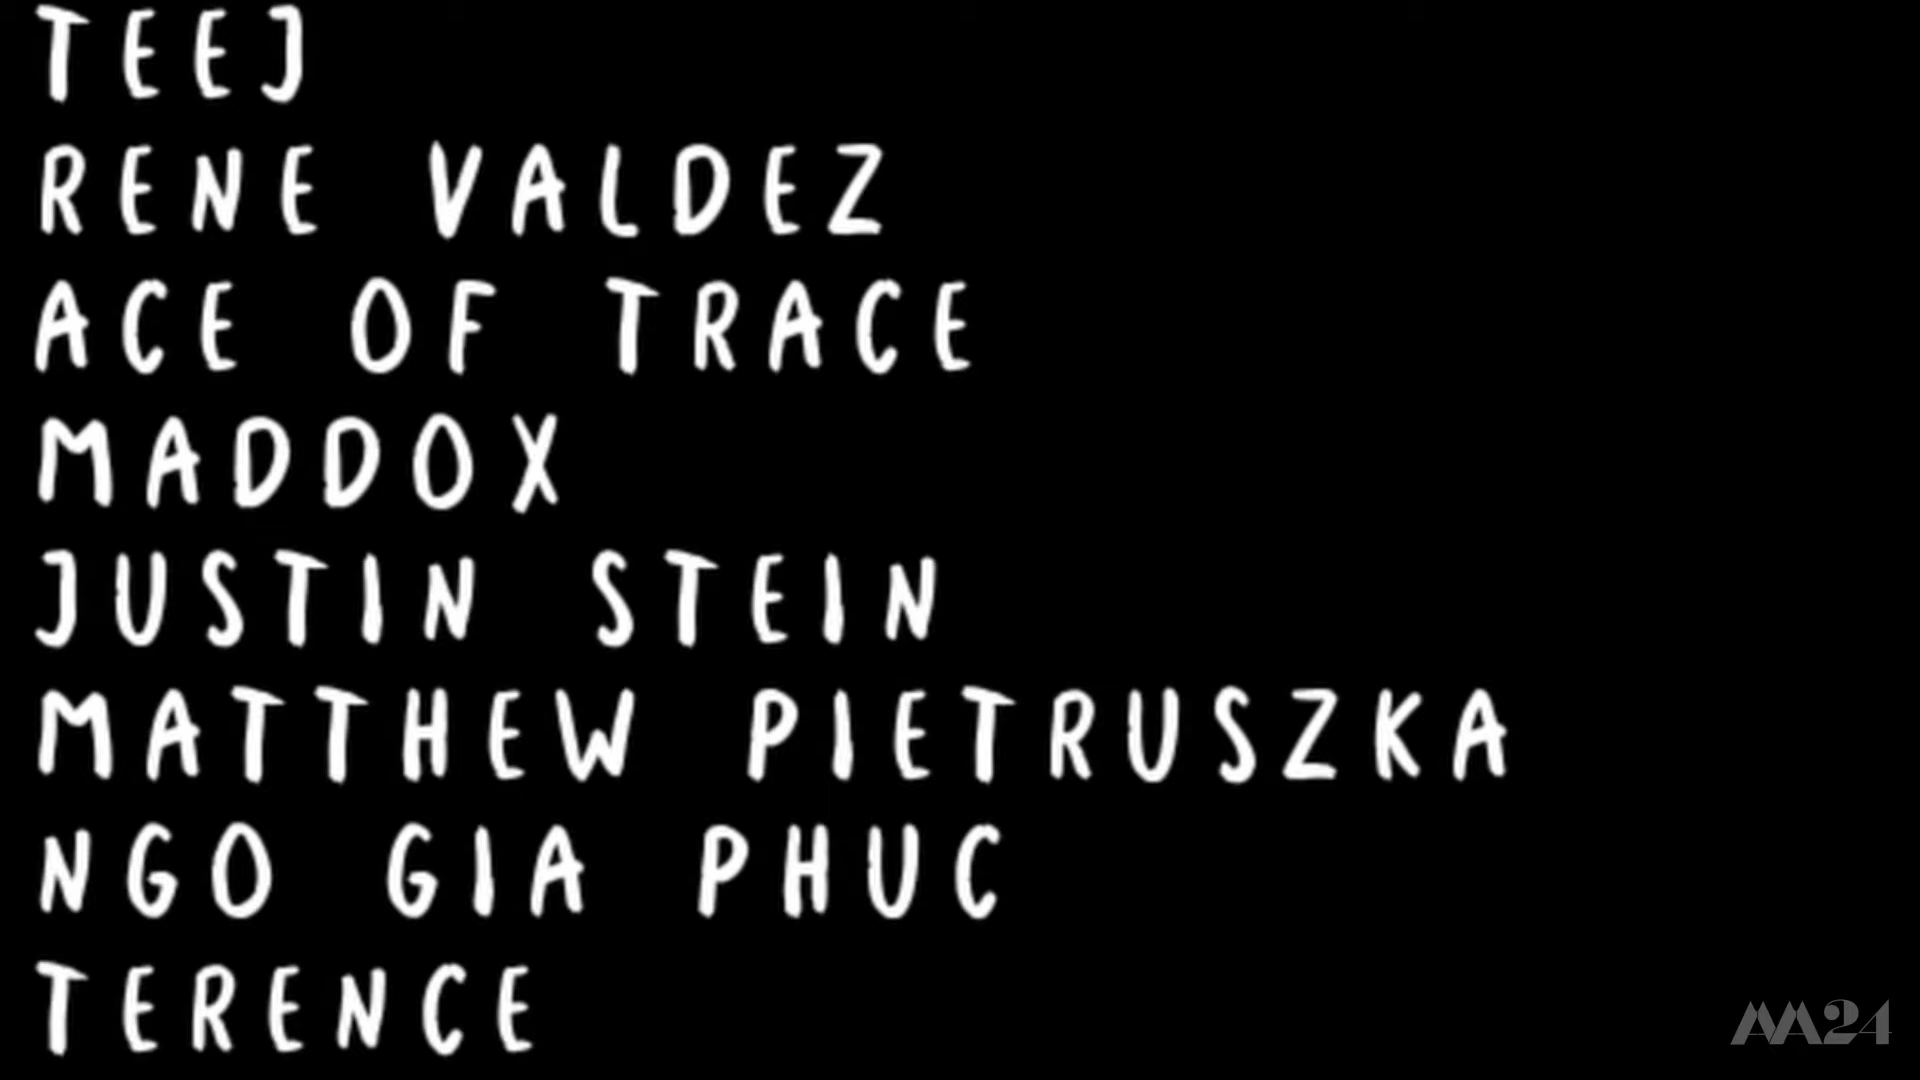 TEEJ
RENE VALDEZ
ACE OF TRACE
MADDOX
JUSTIN STEIN
MATTHEW PIETRUSZKA
NGO GIA PHUC
TERENCE
AA24